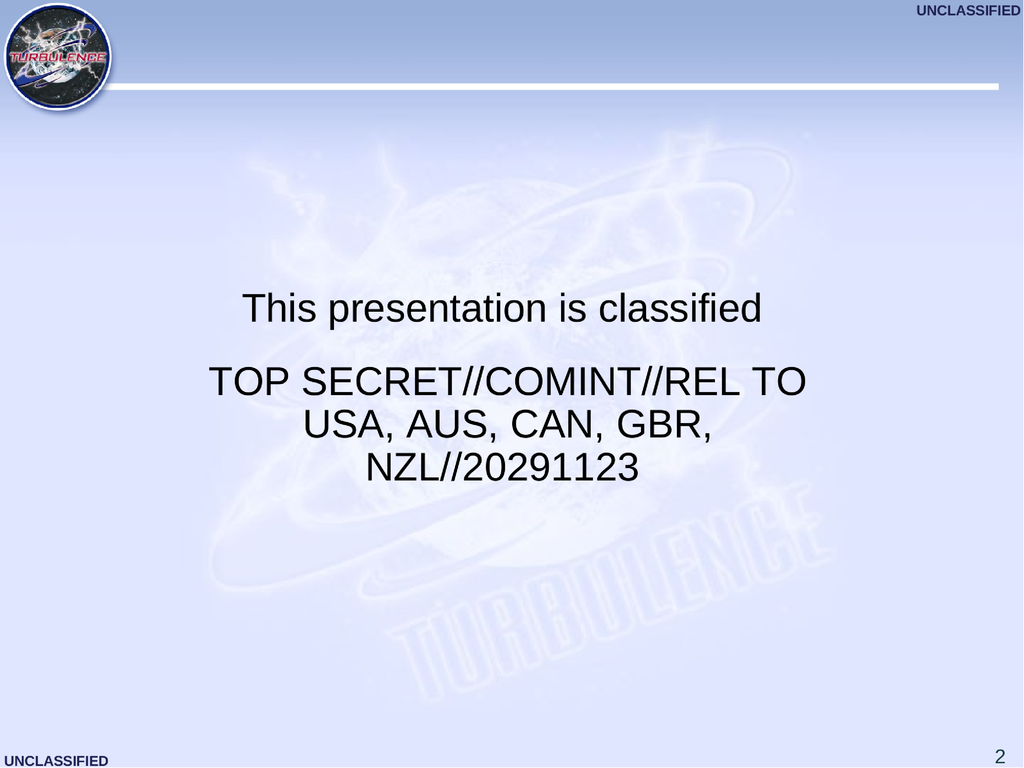 UNCLASSIFIED
TURBULENCE
This presentation is classified
TOP SECRET//COMINT//REL TO
USA, AUS, CAN, GBR,
NZL//20291123
TURBULENCE
UNCLASSIFIED
2